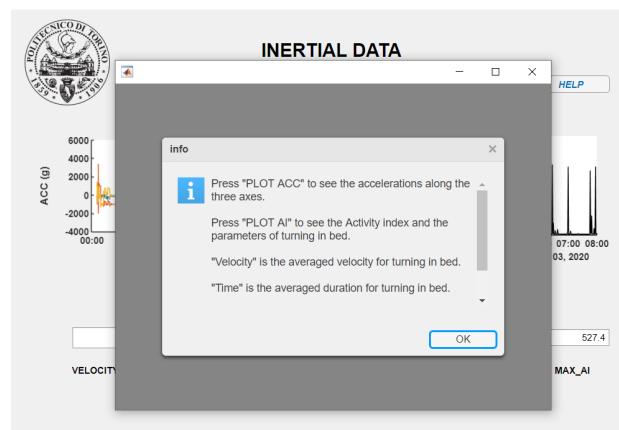 POLITECNICO DI TORINO
1859
1906
INERTIAL DATA
HELP
info
Press "PLOT ACC" to see the accelerations along the
three axes.
Press "PLOT AI" to see the Activity index and the
parameters of turning in bed.
"Velocity" is the averaged velocity for turning in bed.
"Time" is the averaged duration for turning in bed.
OK
ACC (g)
6000
4000
2000
0
-2000
-4000
00:00
07:00 08:00
03, 2020
527.4
VELOCITY
MAX_AI